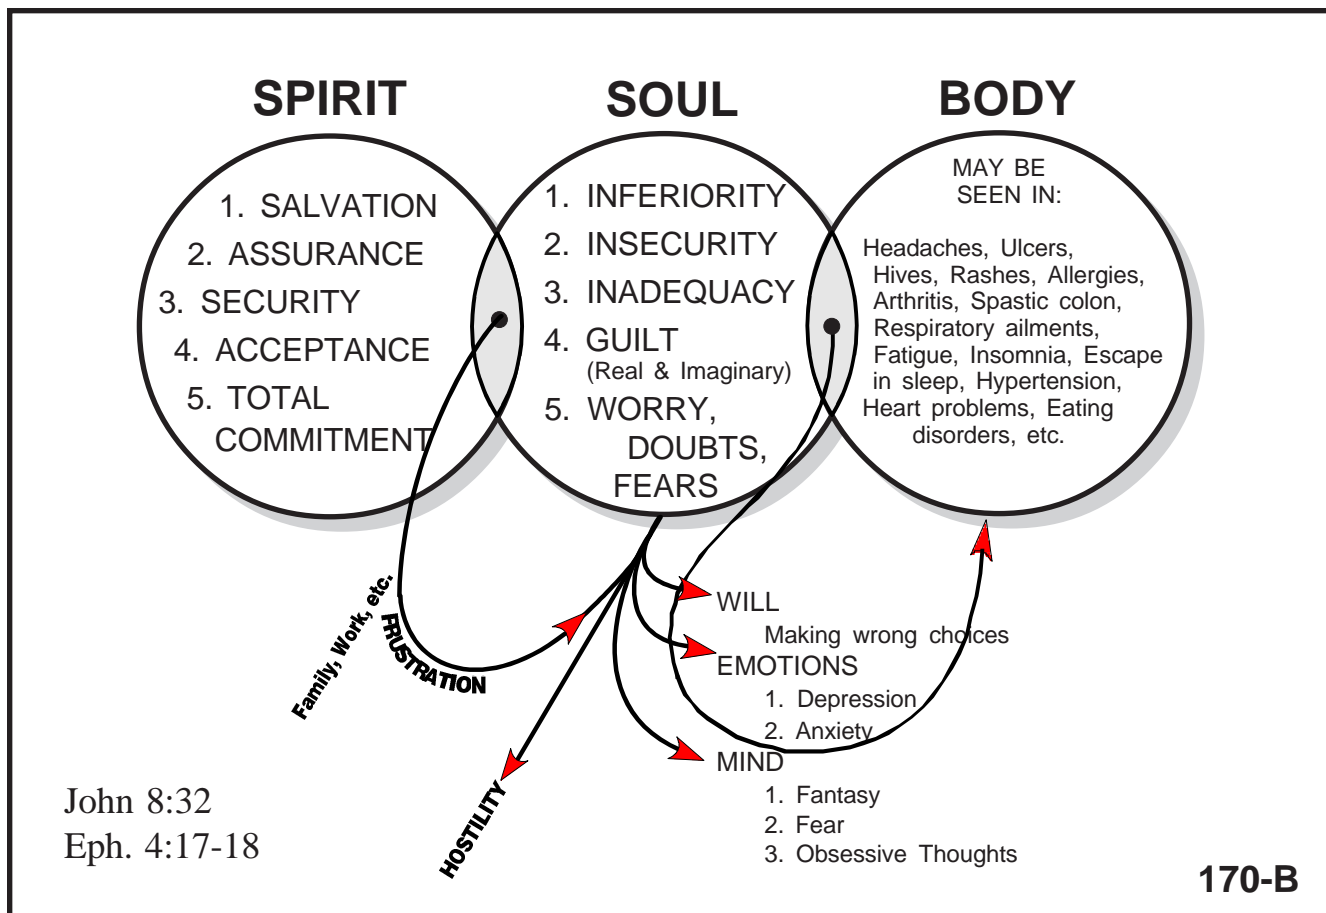 SPIRIT
SOUL
BODY
1. SALVATION
2. ASSURANCE
3. SECURITY
4. ACCEPTANCE
5. TOTAL
COMMITMENT
1. INFERIORITY
2. INSECURITY
3. INADEQUACY
4. GUILT
(Real & Imaginary)
5. WORRY,
DOUBTS,
FEARS
MAY BE
SEEN IN:
Headaches, Ulcers,
Hives, Rashes, Allergies,
Arthritis, Spastic colon,
Respiratory ailments,
Fatigue, Insomnia, Escape
in sleep, Hypertension,
Heart problems, Eating
disorders, etc.
Family, Work, etc.
FRUSTRATION
HOSTILITY
WILL
Making wrong choices
EMOTIONS
1. Depression
2. Anxiety
MIND
1. Fantasy
2. Fear
3. Obsessive Thoughts
John 8:32
Eph. 4:17-18
170-B